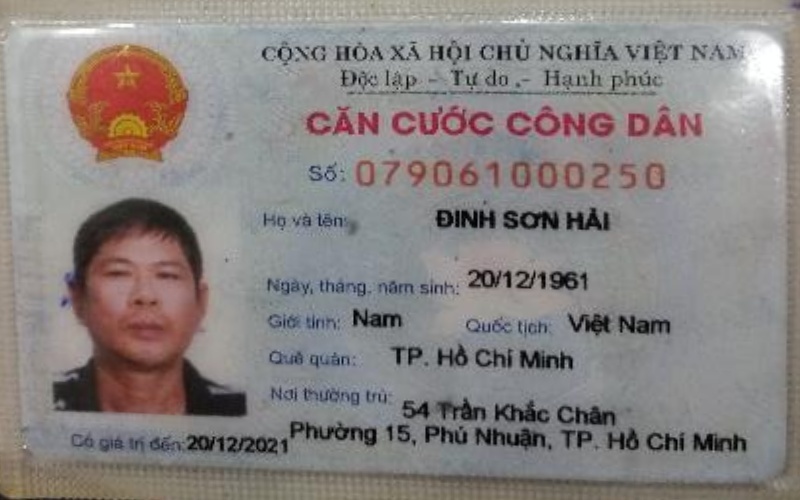 CỘNG HÒA XÃ HỘI CHỦ NGHĨA VIỆT NAM
Độc lập - Tự do - Hạnh phúc
CĂN CƯỚC CÔNG DÂN
Số: 079061000250
Họ và tên: ĐINH SƠN HẢI
Ngày, tháng, năm sinh: 20/12/1961
Giới tính: Nam Quốc tịch: Việt Nam
Quê quán: TP. Hồ Chí Minh
Nơi thường trú: 54 Trần Khắc Chân
Phường 15, Phú Nhuận, TP. Hồ Chí Minh
Có giá trị đến: 20/12/2021